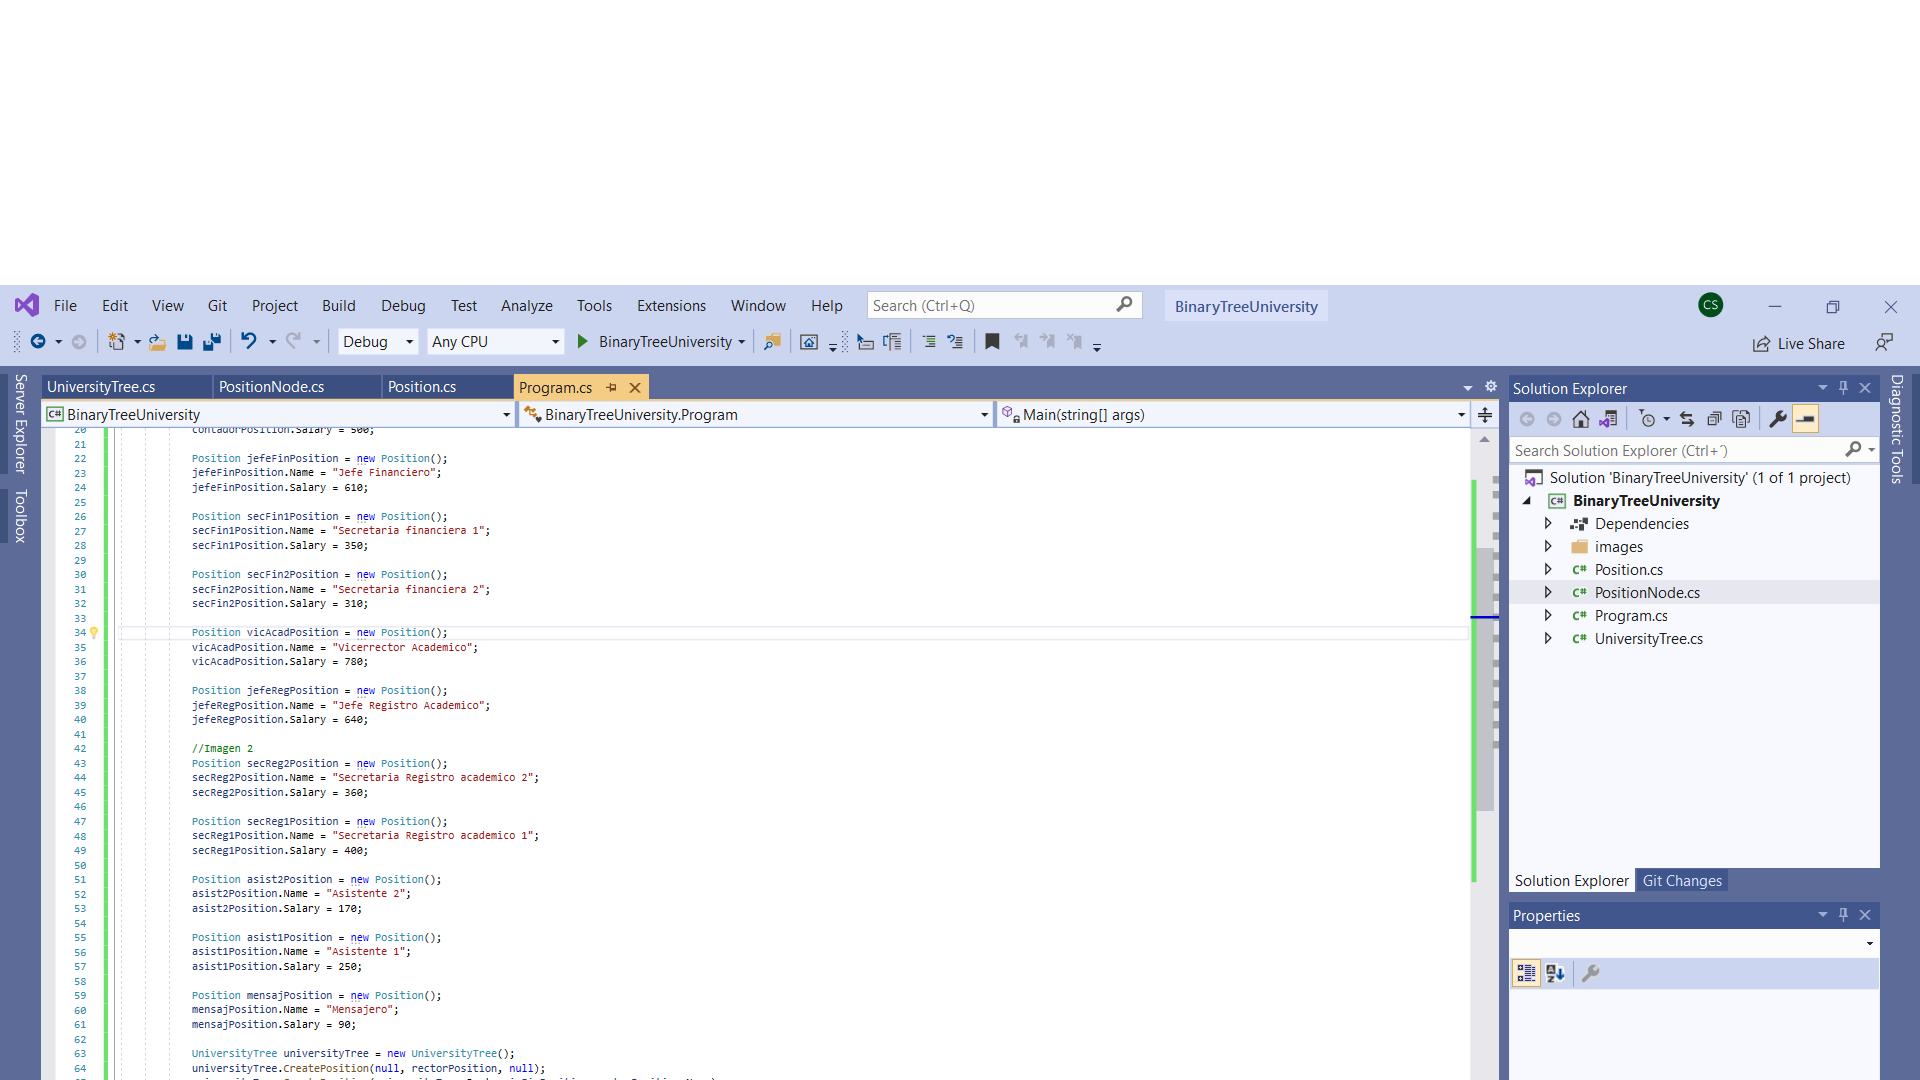 File Edit View Git Project Build Debug Test Analyze Tools Extensions Window Help Search (Ctrl+Q) BinaryTreeUniversity CS
Debug Any CPU BinaryTreeUniversity Live Share
Server Explorer
Toolbox
UniversityTree.cs PositionNode.cs Position.cs Program.cs
BinaryTreeUniversity BinaryTreeUniversity.Program Main(string[] args)
20 contadorPosition.Salary = 500;
21
22 Position jefeFinPosition = new Position();
23 jefeFinPosition.Name = "Jefe Financiero";
24 jefeFinPosition.Salary = 610;
25
26 Position secFin1Position = new Position();
27 secFin1Position.Name = "Secretaria financiera 1";
28 secFin1Position.Salary = 350;
29
30 Position secFin2Position = new Position();
31 secFin2Position.Name = "Secretaria financiera 2";
32 secFin2Position.Salary = 310;
33
34 Position vicAcadPosition = new Position();
35 vicAcadPosition.Name = "Vicerrector Academico";
36 vicAcadPosition.Salary = 780;
37
38 Position jefeRegPosition = new Position();
39 jefeRegPosition.Name = "Jefe Registro Academico";
40 jefeRegPosition.Salary = 640;
41
42 //Imagen 2
43 Position secReg2Position = new Position();
44 secReg2Position.Name = "Secretaria Registro academico 2";
45 secReg2Position.Salary = 360;
46
47 Position secReg1Position = new Position();
48 secReg1Position.Name = "Secretaria Registro academico 1";
49 secReg1Position.Salary = 400;
50
51 Position asist2Position = new Position();
52 asist2Position.Name = "Asistente 2";
53 asist2Position.Salary = 170;
54
55 Position asist1Position = new Position();
56 asist1Position.Name = "Asistente 1";
57 asist1Position.Salary = 250;
58
59 Position mensajPosition = new Position();
60 mensajPosition.Name = "Mensajero";
61 mensajPosition.Salary = 90;
62
63 UniversityTree universityTree = new UniversityTree();
64 universityTree.CreatePosition(null, rectorPosition, null);
Solution Explorer
Search Solution Explorer (Ctrl+´)
Solution 'BinaryTreeUniversity' (1 of 1 project)
C# BinaryTreeUniversity
Dependencies
images
C# Position.cs
C# PositionNode.cs
C# Program.cs
C# UniversityTree.cs
Solution Explorer Git Changes
Properties
Diagnostic Tools